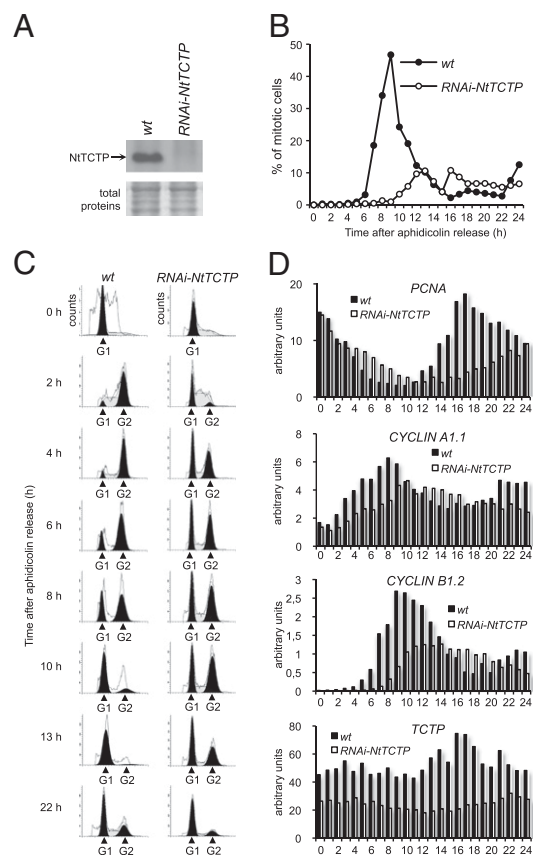 A
wt
RNAi-NtTCTP
NtTCTP
total
proteins
B
% of mitotic cells
50
40
30
20
10
0
wt
RNAi-NtTCTP
0 2 4 6 8 10 12 14 16 18 20 22 24
Time after aphidicolin release (h)
C
wt
RNAi-NtTCTP
Time after aphidicolin release (h)
0 h
counts
counts
G1
G1
2 h
G1 G2
G1 G2
4 h
G1 G2
G1 G2
6 h
G1 G2
G1 G2
8 h
G1 G2
G1 G2
10 h
G1 G2
G1 G2
13 h
G1 G2
G1 G2
22 h
G1 G2
G1 G2
D
PCNA
wt
RNAi-NtTCTP
arbitrary units
20
10
0
0 2 4 6 8 10 12 14 16 18 20 22 24
CYCLIN A1.1
wt
RNAi-NtTCTP
arbitrary units
8
6
4
2
0
0 2 4 6 8 10 12 14 16 18 20 22 24
CYCLIN B1.2
wt
RNAi-NtTCTP
arbitrary units
3
2,5
2
1,5
1
0,5
0
0 2 4 6 8 10 12 14 16 18 20 22 24
TCTP
wt
RNAi-NtTCTP
arbitrary units
80
60
40
20
0
0 2 4 6 8 10 12 14 16 18 20 22 24